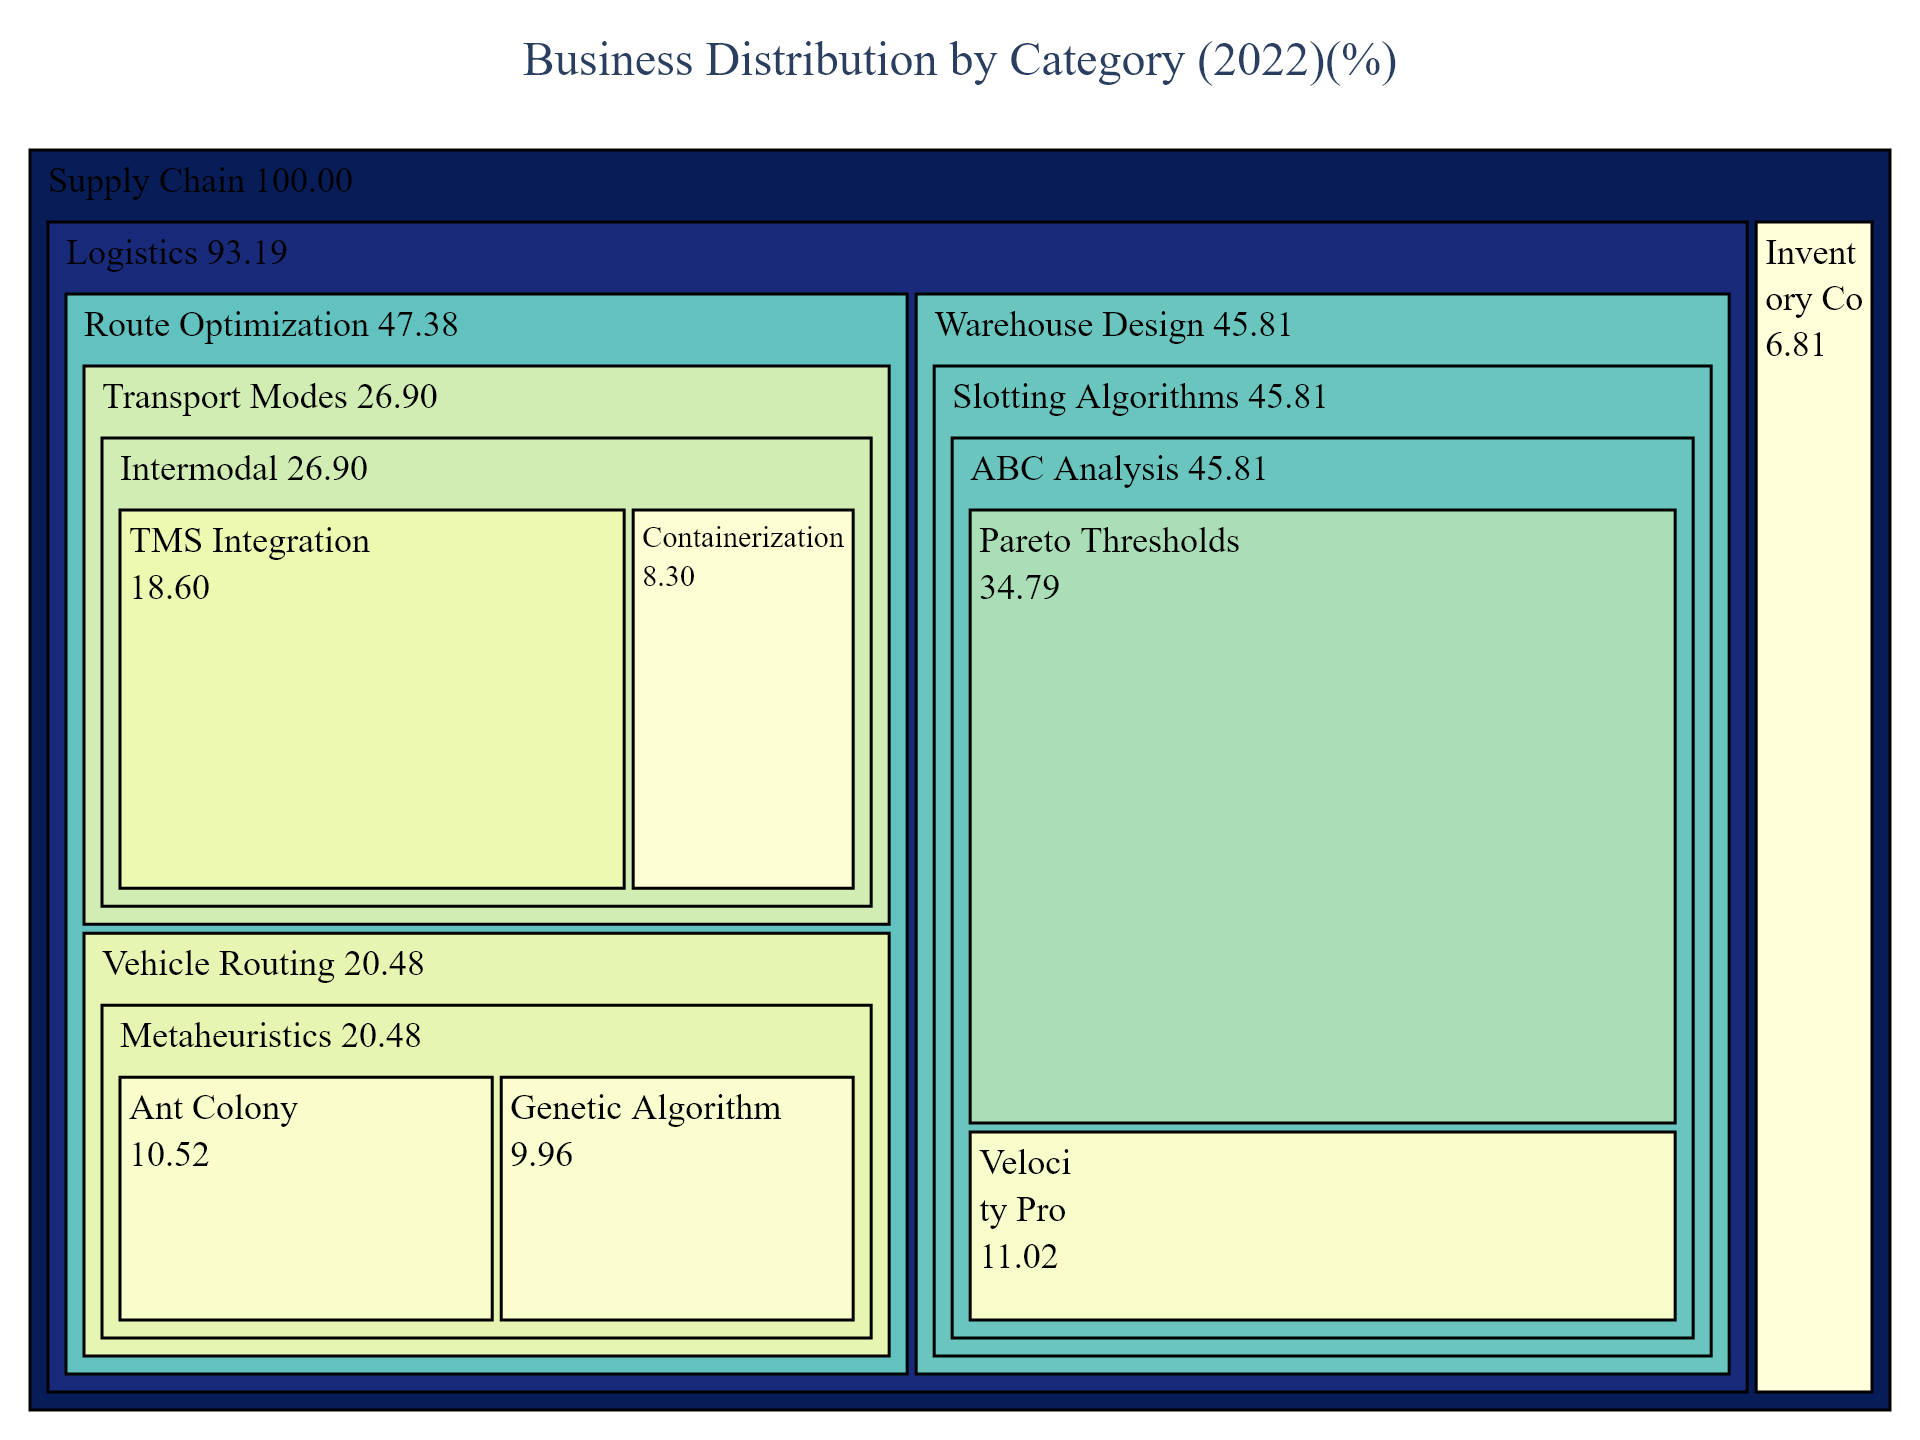 Business Distribution by Category (2022)(%)
Supply Chain 100.00
Logistics 93.19
Route Optimization 47.38
Transport Modes 26.90
Intermodal 26.90
TMS Integration
18.60
Containerization
8.30
Vehicle Routing 20.48
Metaheuristics 20.48
Ant Colony
10.52
Genetic Algorithm
9.96
Warehouse Design 45.81
Slotting Algorithms 45.81
ABC Analysis 45.81
Pareto Thresholds
34.79
Veloci
ty Pro
11.02
Invent
ory Co
6.81